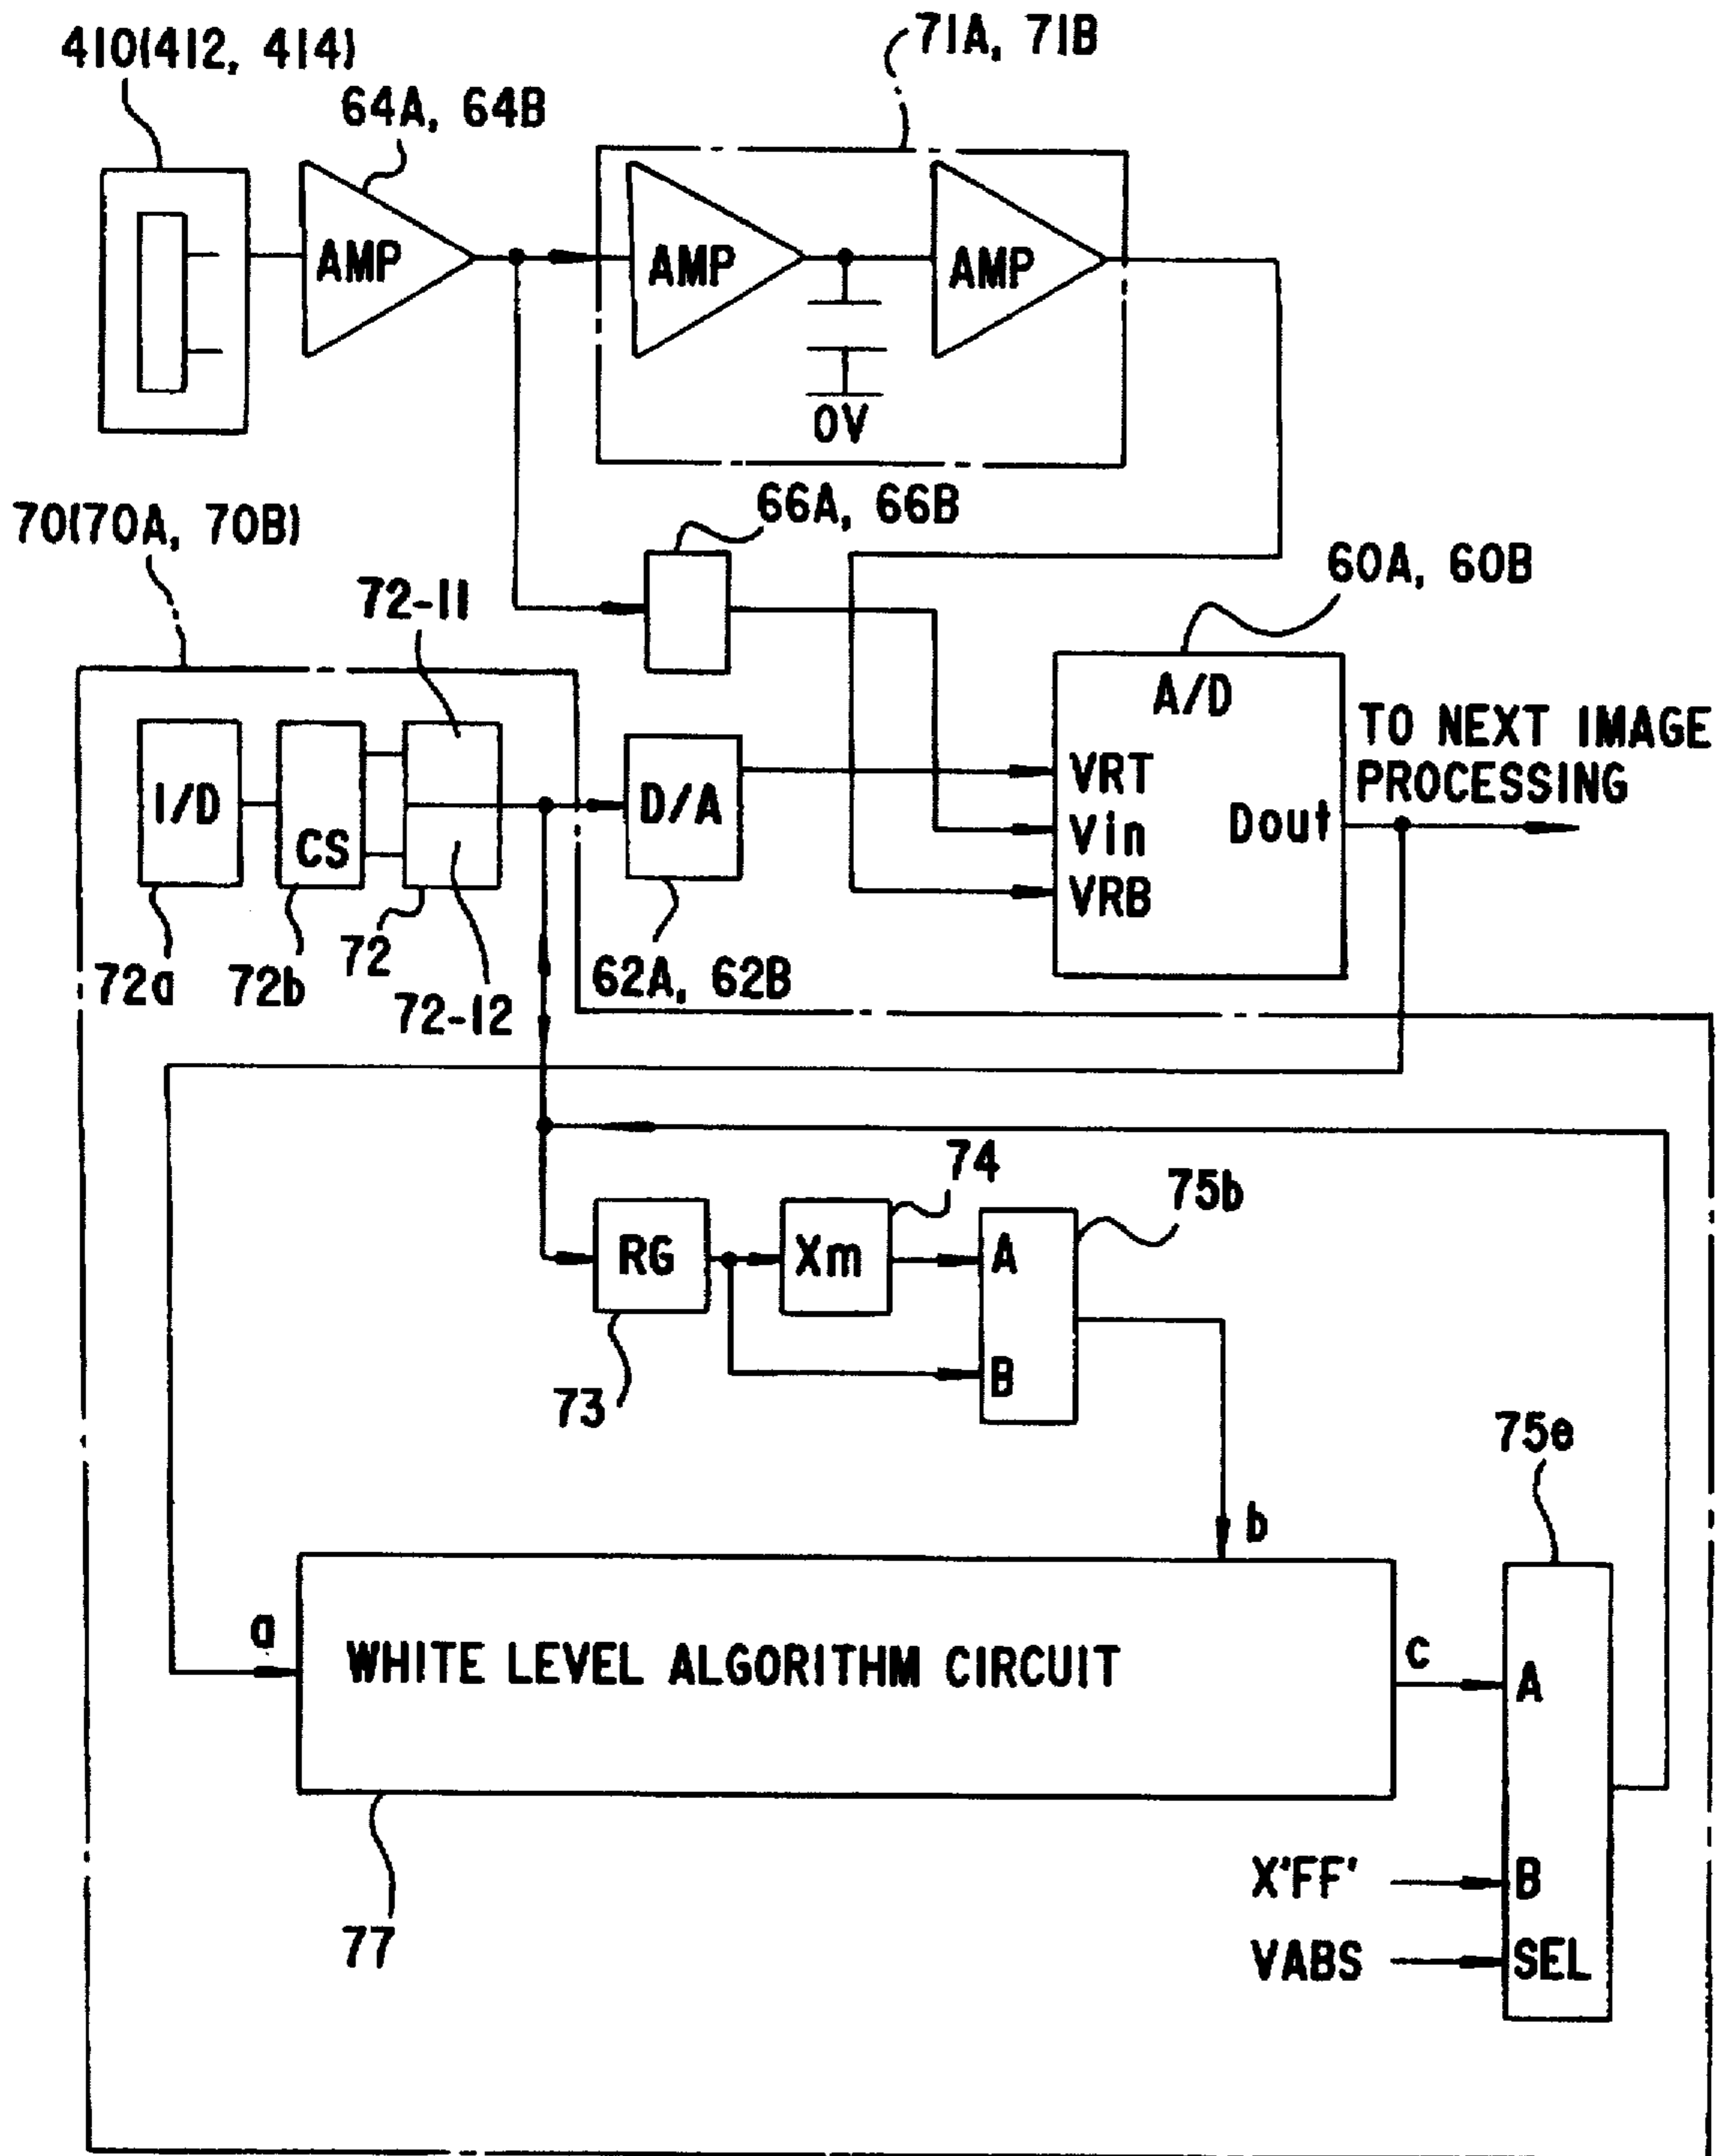 410(412, 414)
71A, 71B
64A, 64B
AMP
AMP
AMP
0V
70(70A, 70B)
66A, 66B
60A, 60B
72-11
A/D
TO NEXT IMAGE
PROCESSING
I/D
CS
D/A
VRT
Vin
Dout
VRB
72a
72b
72
72-12
62A, 62B
74
75b
RG
Xm
A
B
73
75e
b
a
WHITE LEVEL ALGORITHM CIRCUIT
c
A
X'FF'
B
VABS
SEL
77